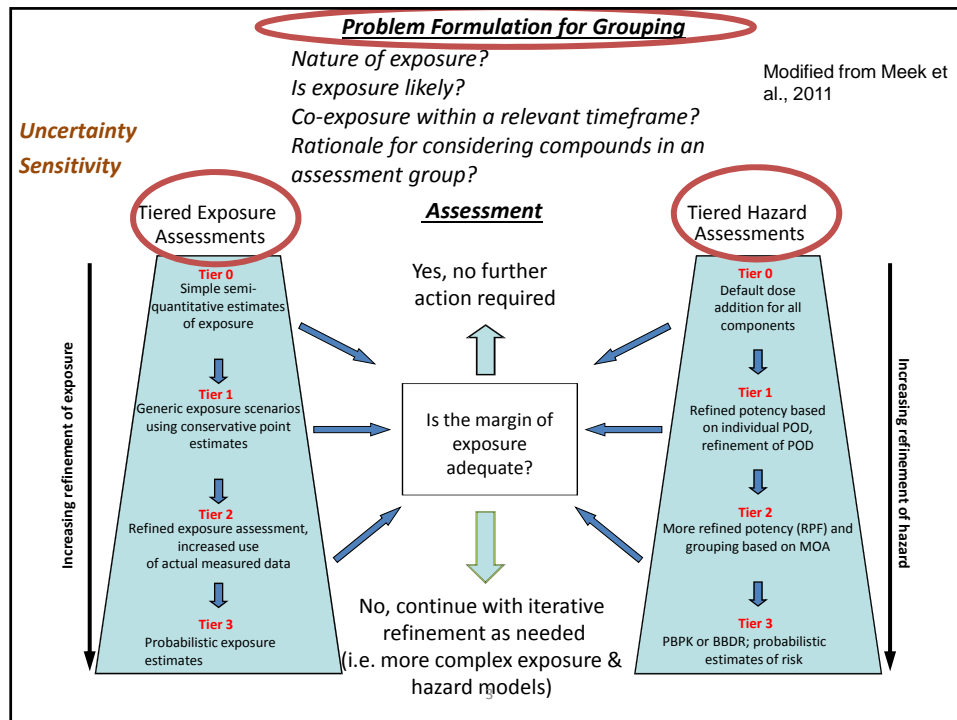 Problem Formulation for Grouping
Nature of exposure?
Is exposure likely?
Co-exposure within a relevant timeframe?
Rationale for considering compounds in an
assessment group?
Modified from Meek et
al., 2011
Uncertainty
Sensitivity
Tiered Exposure
Assessments
Assessment
Tiered Hazard
Assessments
Increasing refinement of exposure
Tier 0
Simple semi-
quantitative estimates
of exposure
Tier 1
Generic exposure scenarios
using conservative point
estimates
Tier 2
Refined exposure assessment,
increased use
of actual measured data
Tier 3
Probabilistic exposure
estimates
Yes, no further
action required
Is the margin of
exposure
adequate?
No, continue with iterative
refinement as needed
(i.e. more complex exposure &
hazard models)
3
Tier 0
Default dose
addition for all
components
Tier 1
Refined potency based
on individual POD,
refinement of POD
Tier 2
More refined potency (RPF) and
grouping based on MOA
Tier 3
PBPK or BBDR; probabilistic
estimates of risk
Increasing refinement of hazard